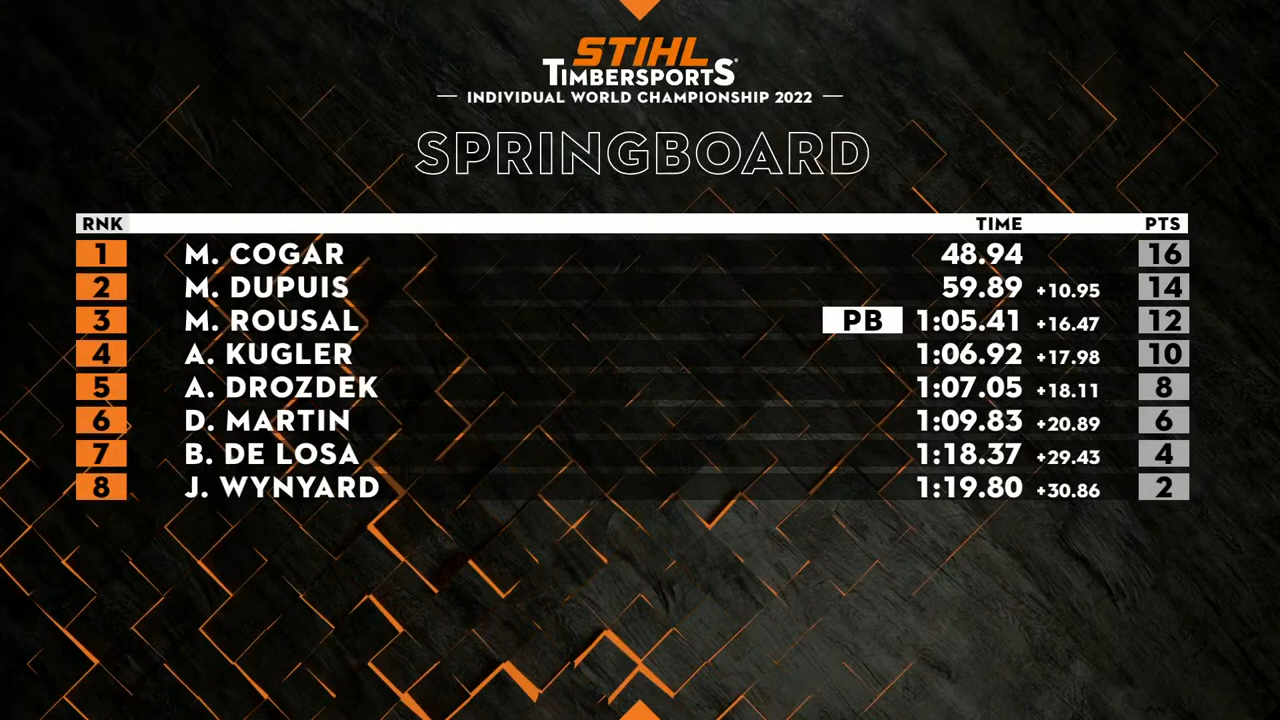 STIHL
TIMBERSPORTS®
INDIVIDUAL WORLD CHAMPIONSHIP 2022
SPRINGBOARD
RNK TIME PTS
1 M. COGAR 48.94 16
2 M. DUPUIS 59.89 +10.95 14
3 M. ROUSAL PB 1:05.41 +16.47 12
4 A. KUGLER 1:06.92 +17.98 10
5 A. DROZDEK 1:07.05 +18.11 8
6 D. MARTIN 1:09.83 +20.89 6
7 B. DE LOSA 1:18.37 +29.43 4
8 J. WYNYARD 1:19.80 +30.86 2